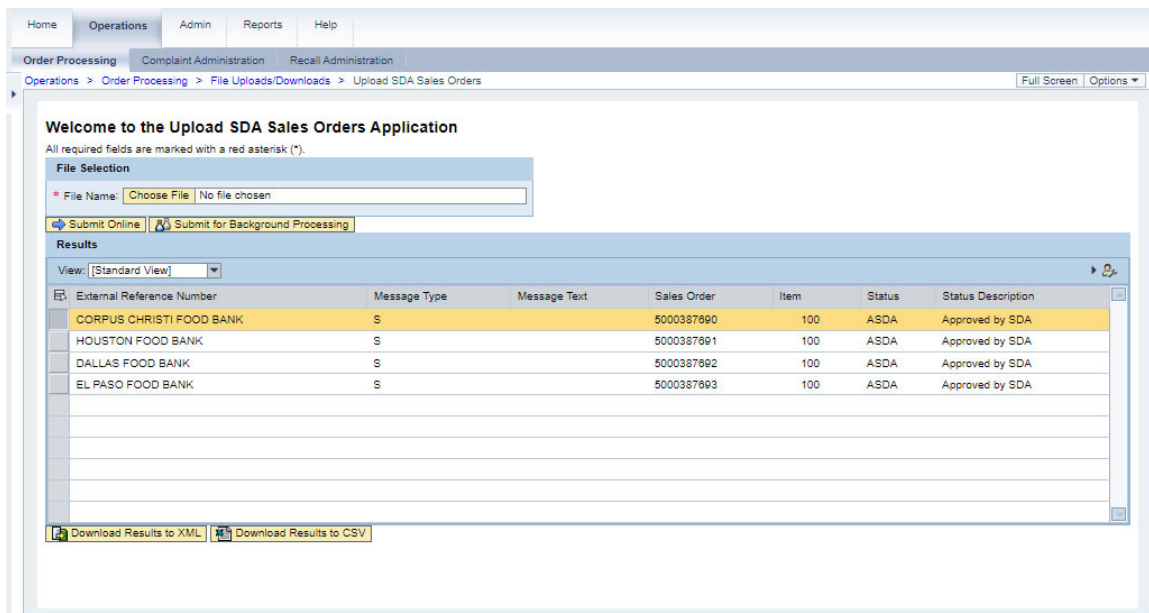 Home Operations Admin Reports Help
Order Processing Complaint Administration Recall Administration
Operations > Order Processing > File Uploads/Downloads > Upload SDA Sales Orders Full Screen Options
Welcome to the Upload SDA Sales Orders Application
All required fields are marked with a red asterisk (*).
File Selection
* File Name: Choose File No file chosen
Submit Online Submit for Background Processing
Results
View: [Standard View]
External Reference Number Message Type Message Text Sales Order Item Status Status Description
CORPUS CHRISTI FOOD BANK S 5000387690 100 ASDA Approved by SDA
HOUSTON FOOD BANK S 5000387691 100 ASDA Approved by SDA
DALLAS FOOD BANK S 5000387692 100 ASDA Approved by SDA
EL PASO FOOD BANK S 5000387693 100 ASDA Approved by SDA
Download Results to XML Download Results to CSV